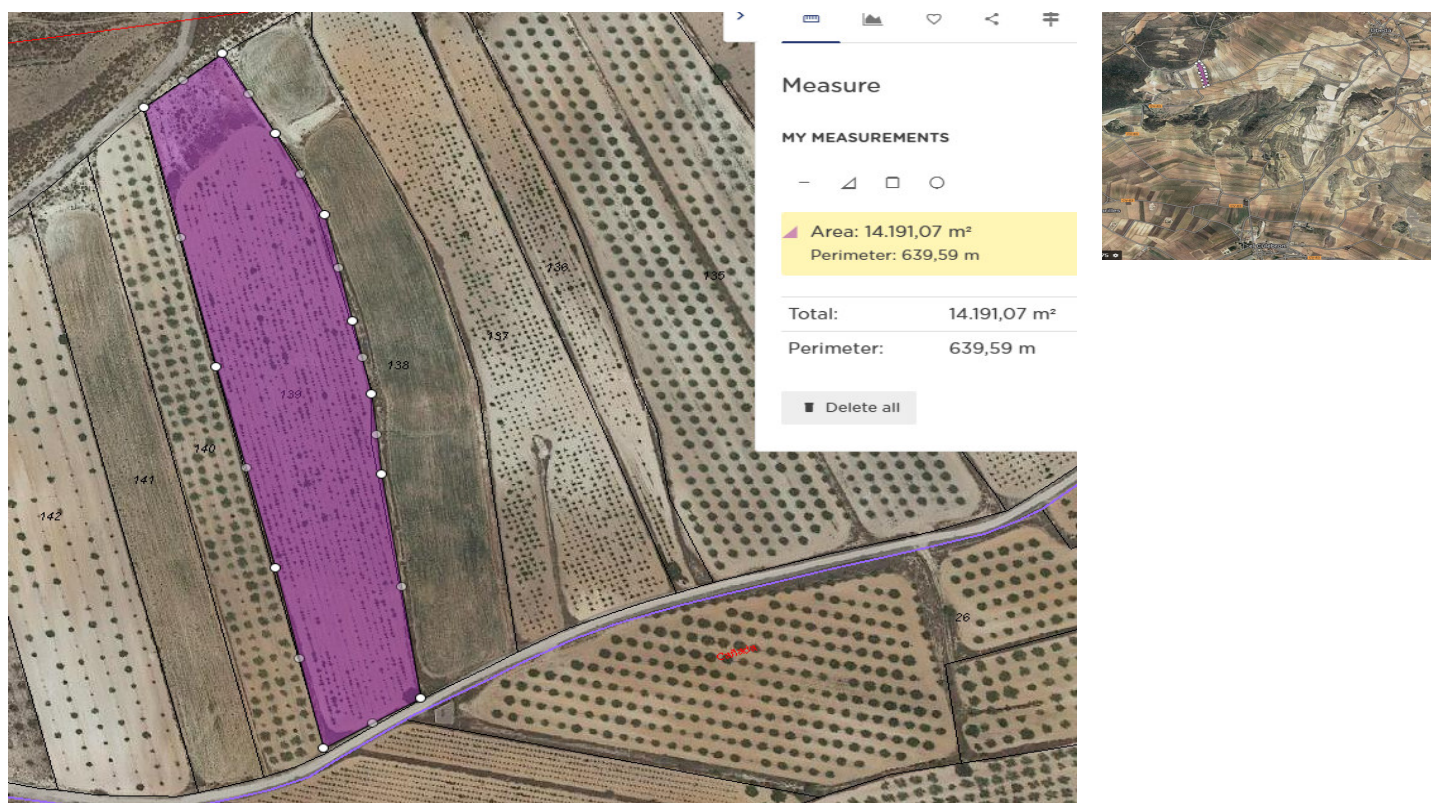 Measure
MY MEASUREMENTS
Area: 14.191,07 m²
Perimeter: 639,59 m
Total: 14.191,07 m²
Perimeter: 639,59 m
Delete all
135
136
137
138
139
140
141
142
26